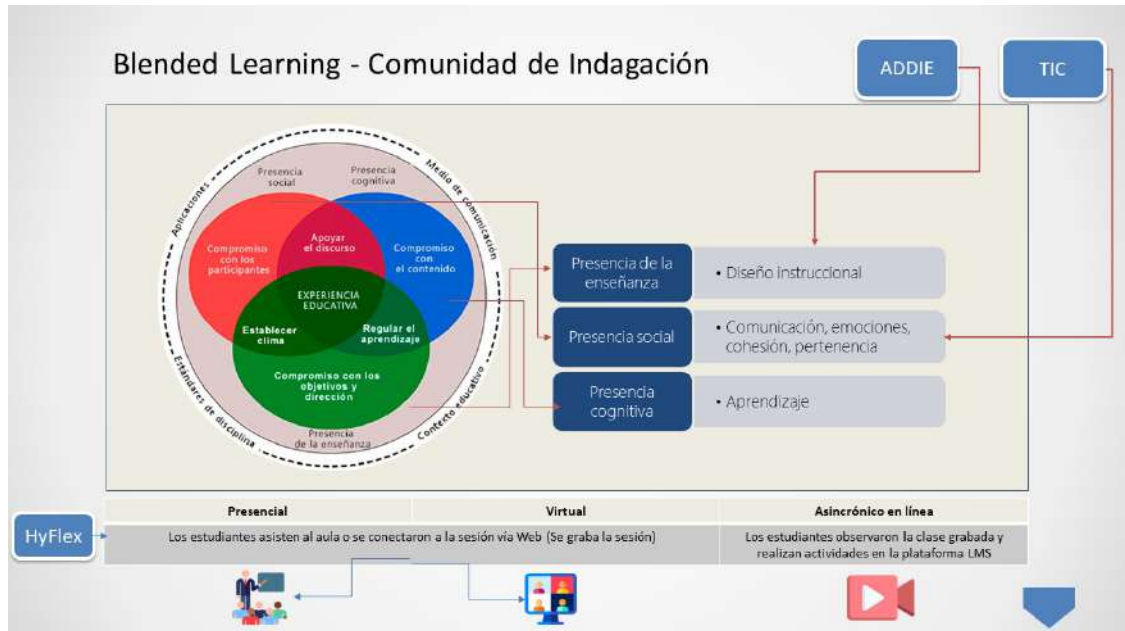 Blended Learning - Comunidad de Indagación
ADDIE
TIC
Aplicaciones
Medio de comunicación
Presencia
social
Presencia
cognitiva
Apoyar
el discurso
Compromiso
con los
participantes
Compromiso
con
el contenido
EXPERIENCIA
EDUCATIVA
Establecer
clima
Regular el
aprendizaje
Compromiso con los
objetivos y
dirección
Estándares de disciplina
Contexto educativo
Presencia
de la enseñanza
Presencia de la
enseñanza
• Diseño instruccional
Presencia social
• Comunicación, emociones,
cohesión, pertenencia
Presencia
cognitiva
• Aprendizaje
HyFlex
Presencial
Virtual
Asincrónico en línea
Los estudiantes asisten al aula o se conectaron a la sesión vía Web (Se graba la sesión)
Los estudiantes observaron la clase grabada y
realizan actividades en la plataforma LMS